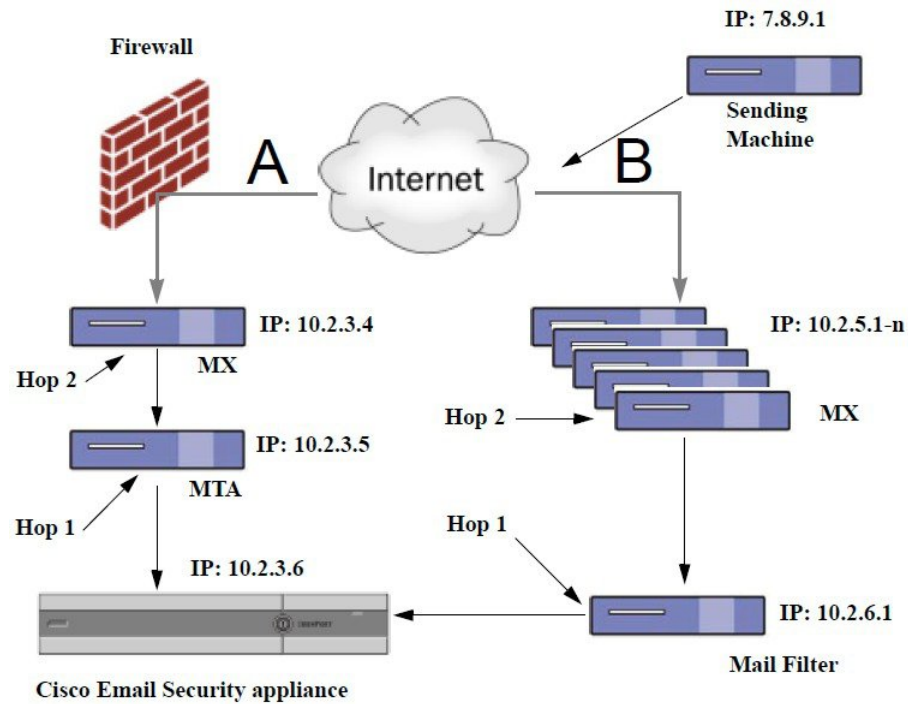 IP: 7.8.9.1
Firewall
Sending
Machine
A
Internet
B
IP: 10.2.3.4
IP: 10.2.5.1-n
Hop 2
MX
Hop 2
MX
IP: 10.2.3.5
MTA
Hop 1
Hop 1
IP: 10.2.3.6
IP: 10.2.6.1
IRONPORT
Mail Filter
Cisco Email Security appliance